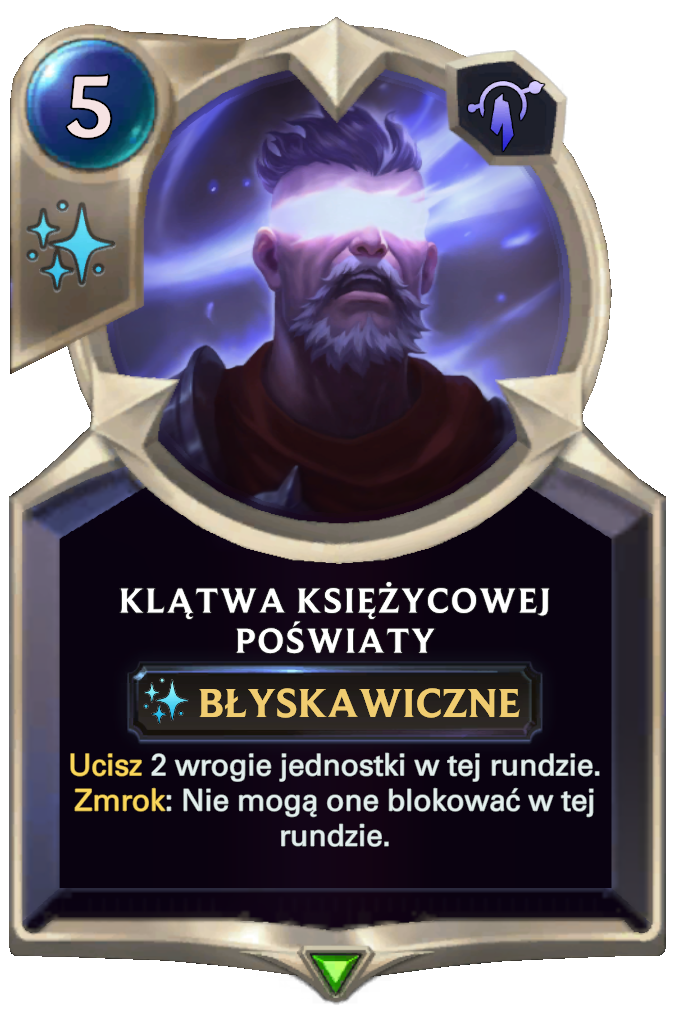 5
KLĄTWA KSIĘŻYCOWEJ
POŚWIATY
BŁYSKAWICZNE
Ucisz 2 wrogie jednostki w tej rundzie.
Zmrok: Nie mogą one blokować w tej
rundzie.